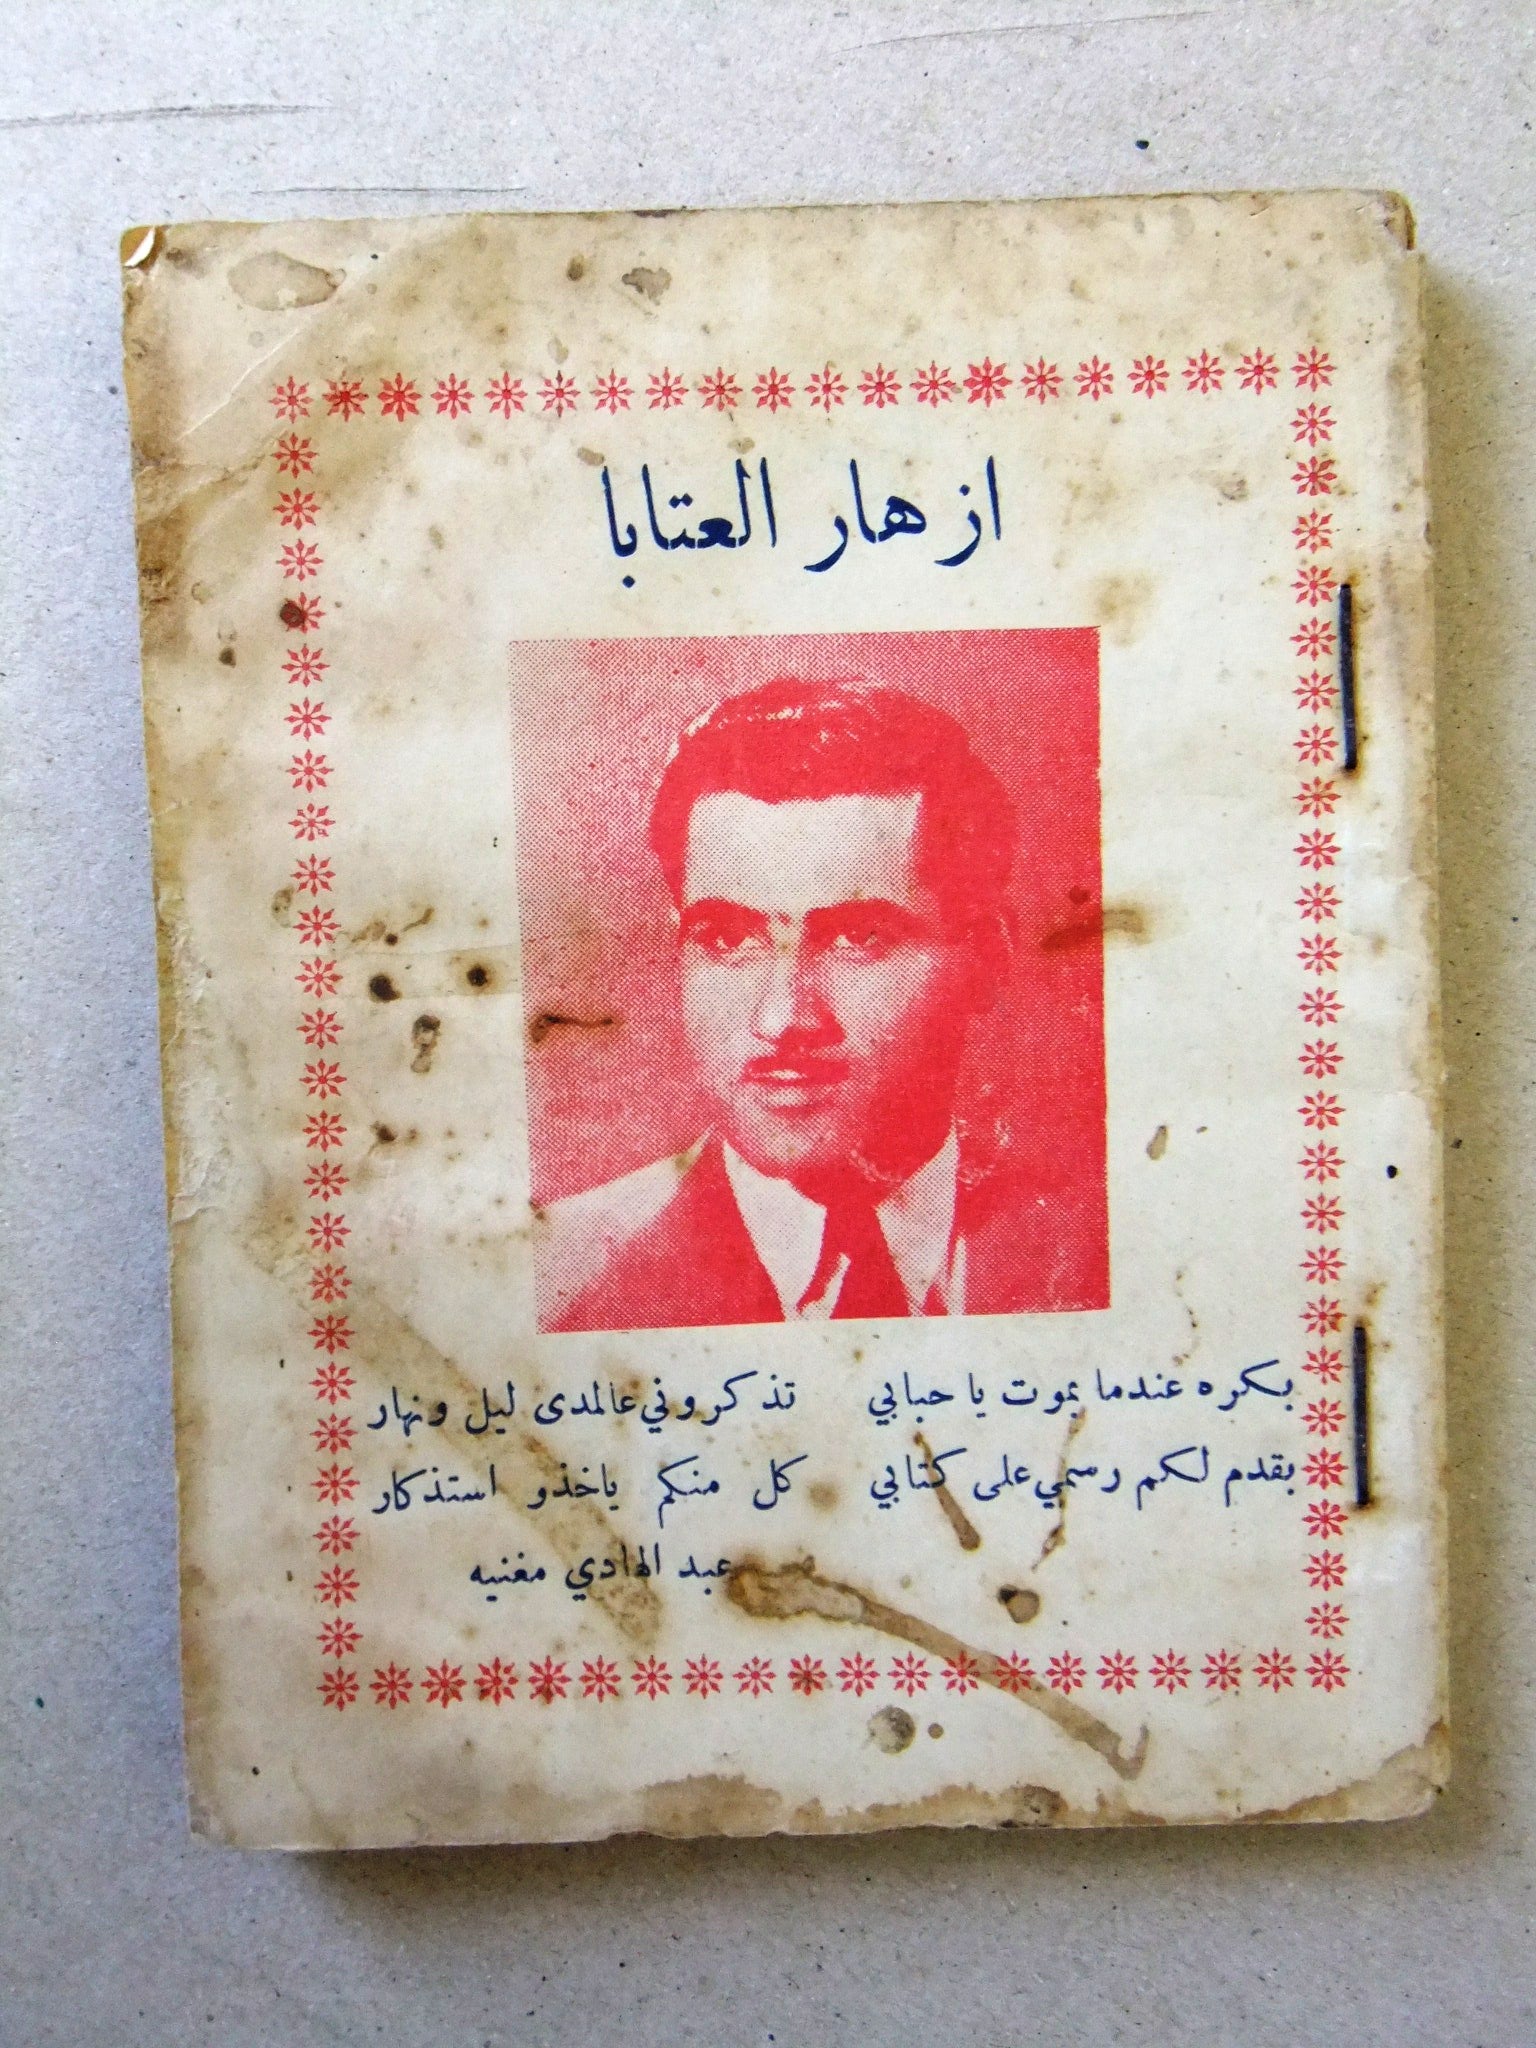 ازهار العتابا
بكره عندما بموت يا حبابي تذكروني عالمدى ليل ونهار
بقدم لكم رسمي على كتابي كل منكم ياخذو استذكار
عبد الهادي مغنيه